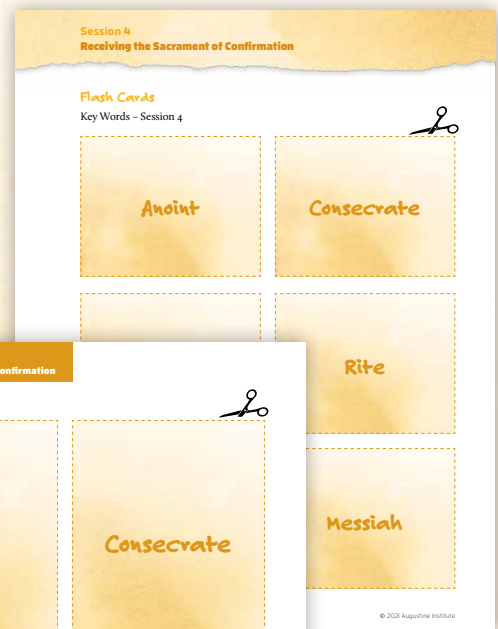 Session 4
Receiving the Sacrament of Confirmation
Flash Cards
Key Words – Session 4
Anoint
Consecrate
Rite
Messiah
© 2021 Augustine Institute
Consecrate